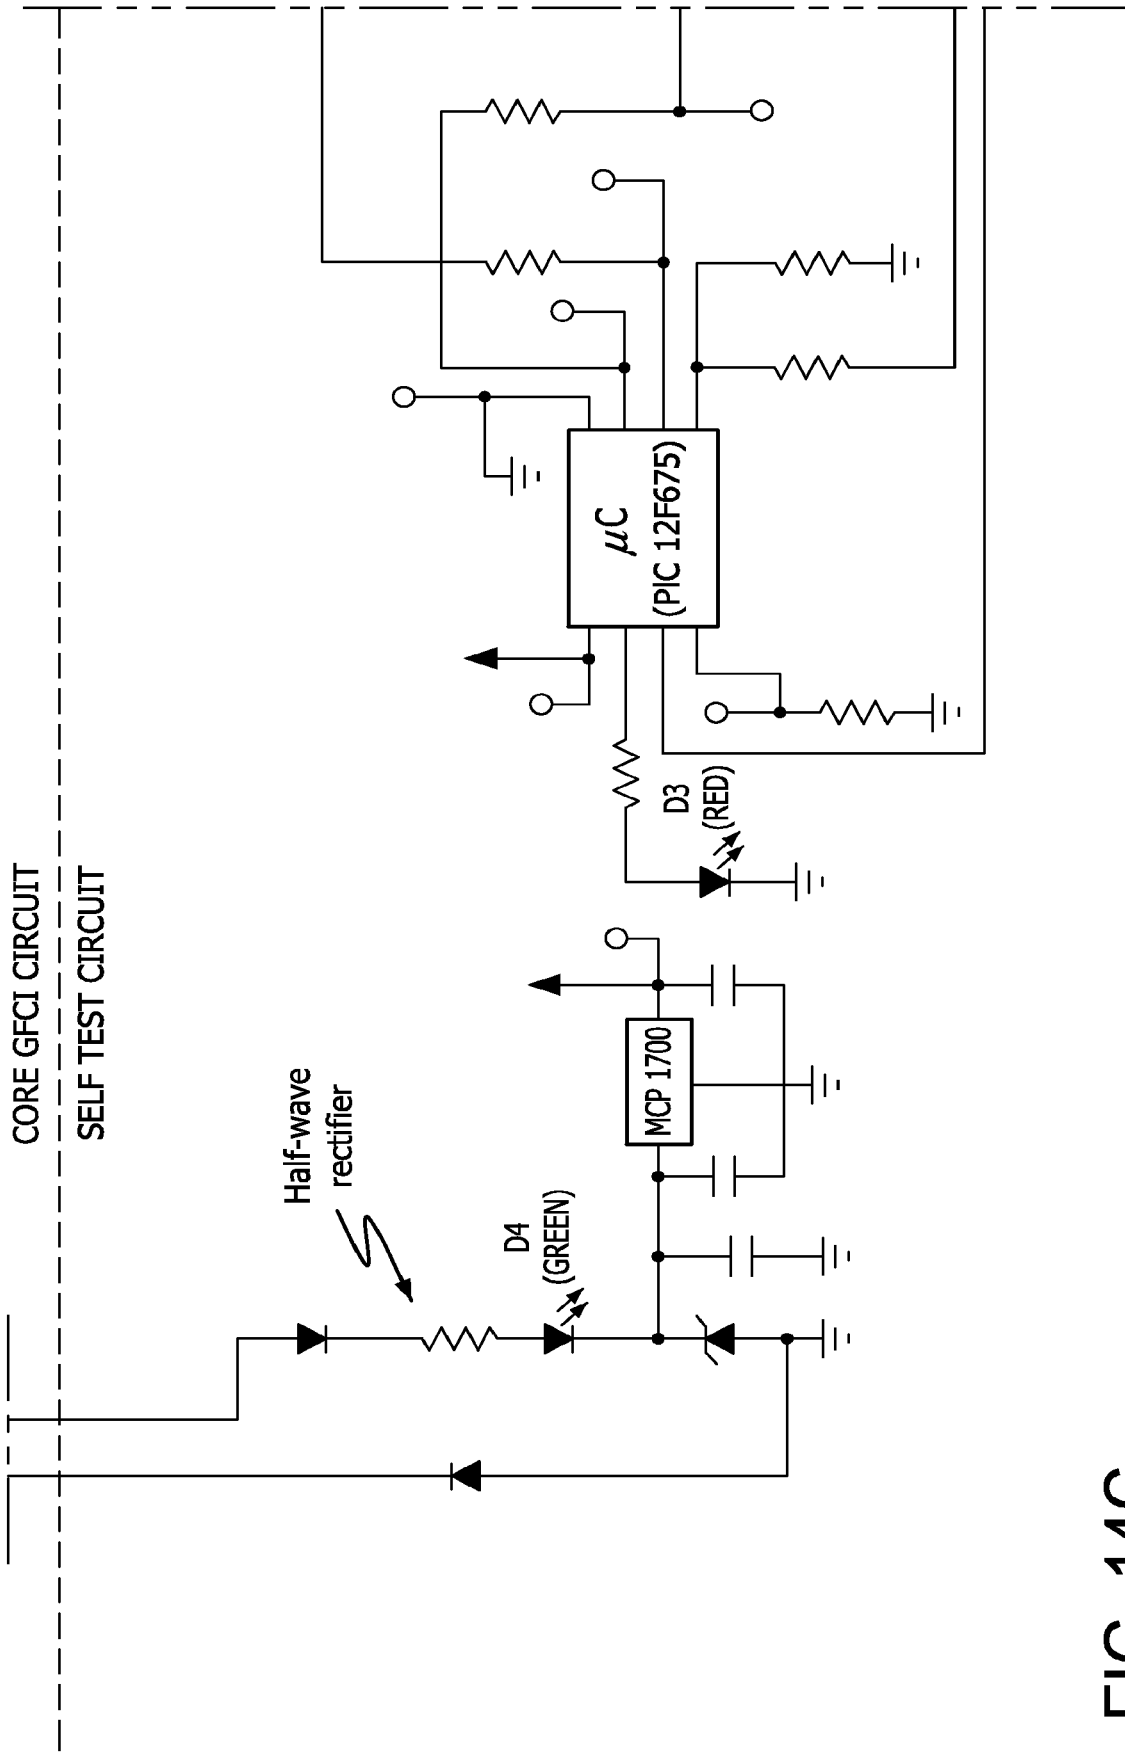 CORE GFCI CIRCUIT
SELF TEST CIRCUIT
Half-wave
rectifier
D4
(GREEN)
MCP 1700
D3
(RED)
μC
(PIC 12F675)